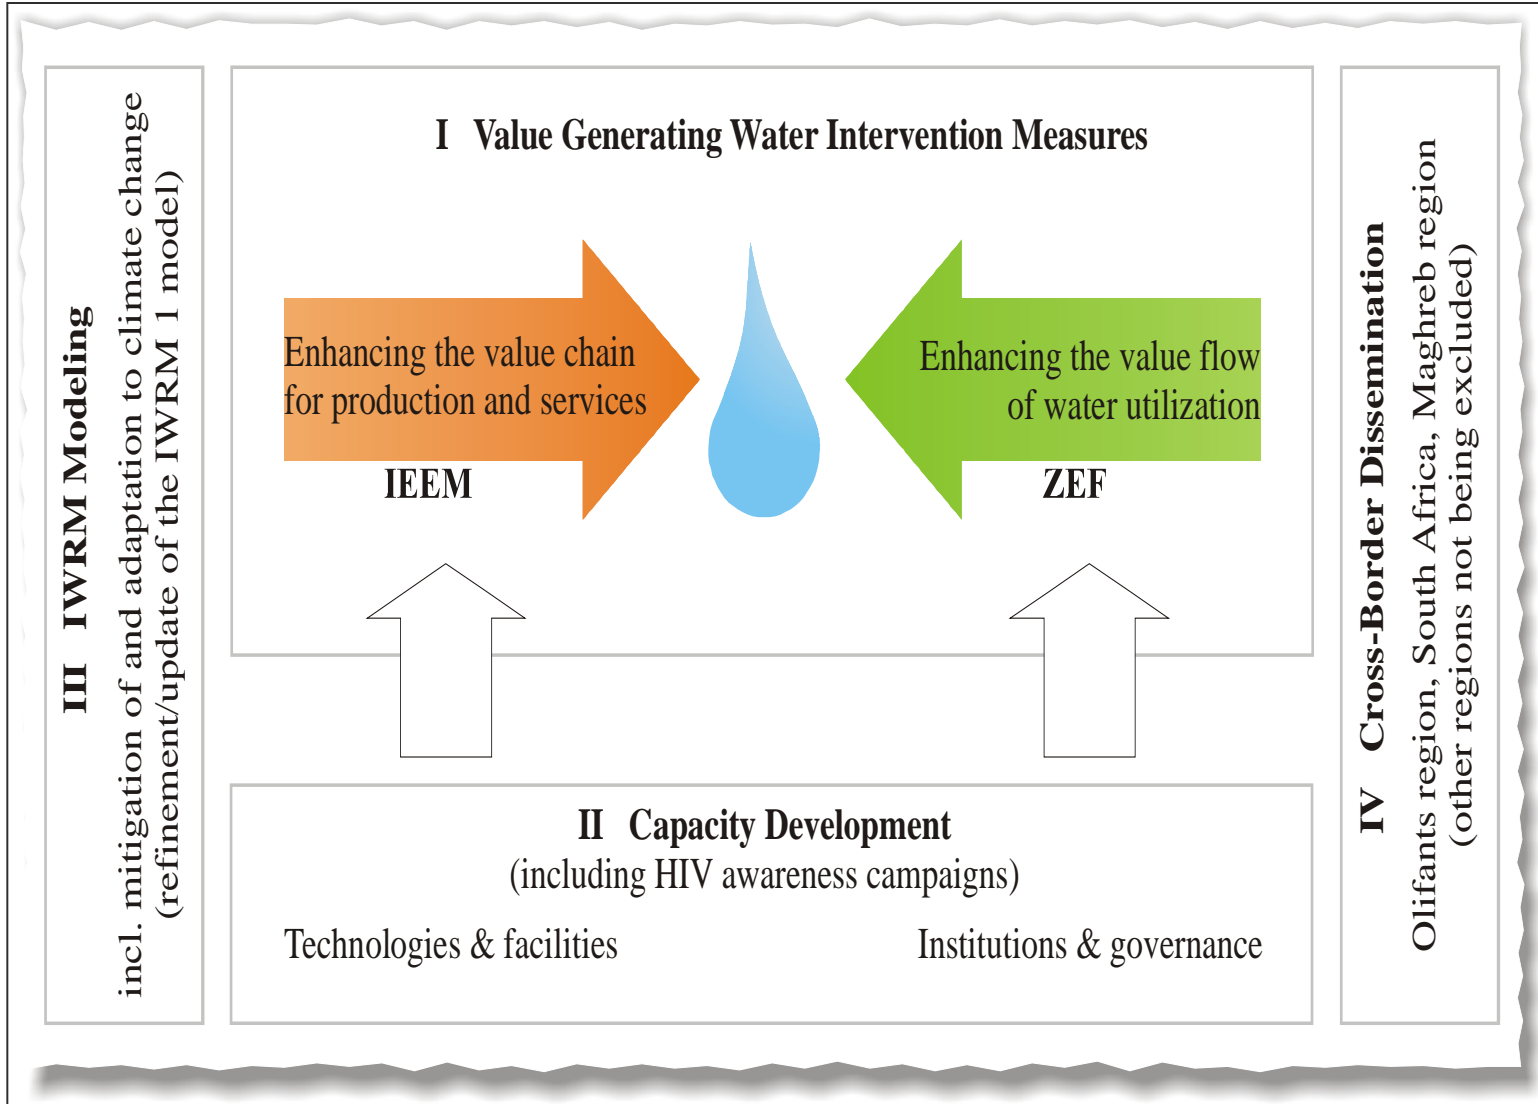 III IWRM Modeling
incl. mitigation of and adaptation to climate change
(refinement/update of the IWRM 1 model)
I Value Generating Water Intervention Measures
Enhancing the value chain
for production and services
IEEM
Enhancing the value flow
of water utilization
ZEF
II Capacity Development
(including HIV awareness campaigns)
Technologies & facilities
Institutions & governance
IV Cross-Border Dissemination
Olifants region, South Africa, Maghreb region
(other regions not being excluded)